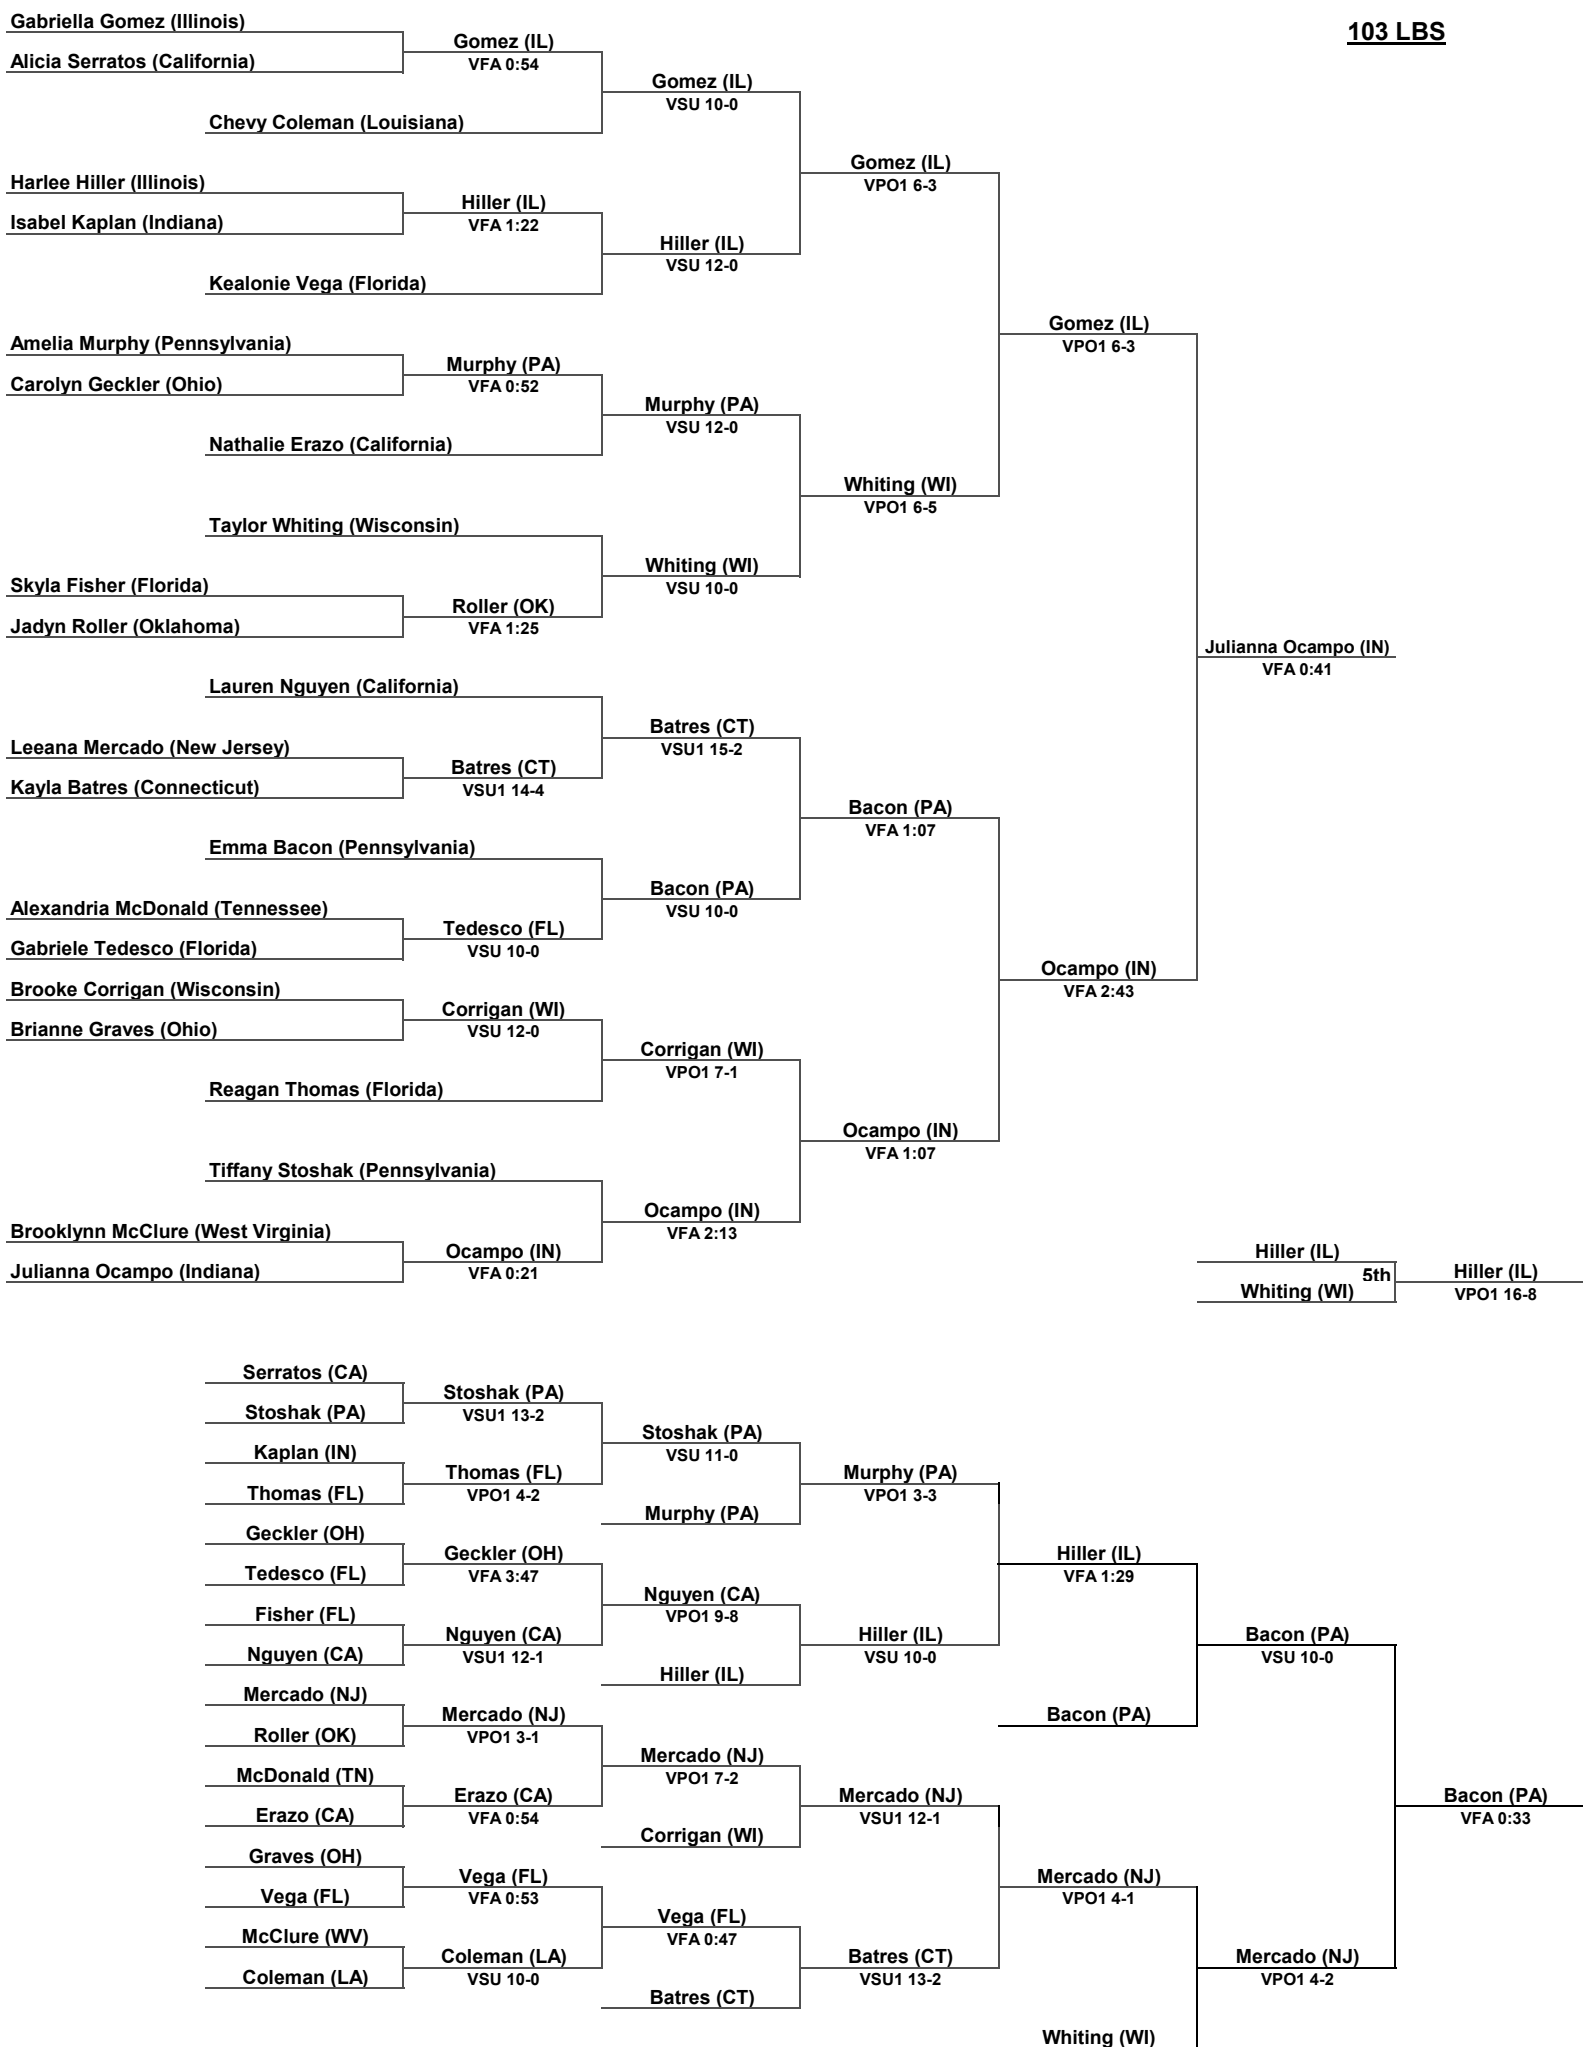 103 LBS
Gabriella Gomez (Illinois)
Alicia Serratos (California)
Gomez (IL)
VFA 0:54
Chevy Coleman (Louisiana)
Gomez (IL)
VSU 10-0
Harlee Hiller (Illinois)
Isabel Kaplan (Indiana)
Hiller (IL)
VFA 1:22
Kealonie Vega (Florida)
Hiller (IL)
VSU 12-0
Gomez (IL)
VPO1 6-3
Amelia Murphy (Pennsylvania)
Carolyn Geckler (Ohio)
Murphy (PA)
VFA 0:52
Nathalie Erazo (California)
Murphy (PA)
VSU 12-0
Taylor Whiting (Wisconsin)
Skyla Fisher (Florida)
Jadyn Roller (Oklahoma)
Roller (OK)
VFA 1:25
Whiting (WI)
VSU 10-0
Whiting (WI)
VPO1 6-5
Gomez (IL)
VPO1 6-3
Lauren Nguyen (California)
Leeana Mercado (New Jersey)
Kayla Batres (Connecticut)
Batres (CT)
VSU1 14-4
Batres (CT)
VSU1 15-2
Emma Bacon (Pennsylvania)
Alexandria McDonald (Tennessee)
Gabriele Tedesco (Florida)
Tedesco (FL)
VSU 10-0
Bacon (PA)
VSU 10-0
Bacon (PA)
VFA 1:07
Brooke Corrigan (Wisconsin)
Brianne Graves (Ohio)
Corrigan (WI)
VSU 12-0
Reagan Thomas (Florida)
Corrigan (WI)
VPO1 7-1
Tiffany Stoshak (Pennsylvania)
Brooklynn McClure (West Virginia)
Julianna Ocampo (Indiana)
Ocampo (IN)
VFA 0:21
Ocampo (IN)
VFA 2:13
Ocampo (IN)
VFA 1:07
Ocampo (IN)
VFA 2:43
Julianna Ocampo (IN)
VFA 0:41
Hiller (IL)
Whiting (WI)
5th
Hiller (IL)
VPO1 16-8
Serratos (CA)
Stoshak (PA)
Stoshak (PA)
VSU1 13-2
Kaplan (IN)
Thomas (FL)
Thomas (FL)
VPO1 4-2
Stoshak (PA)
VSU 11-0
Murphy (PA)
Murphy (PA)
VPO1 3-3
Geckler (OH)
Tedesco (FL)
Geckler (OH)
VFA 3:47
Fisher (FL)
Nguyen (CA)
Nguyen (CA)
VSU1 12-1
Nguyen (CA)
VPO1 9-8
Hiller (IL)
Hiller (IL)
VSU 10-0
Hiller (IL)
VFA 1:29
Bacon (PA)
Bacon (PA)
VSU 10-0
Mercado (NJ)
Roller (OK)
Mercado (NJ)
VPO1 3-1
McDonald (TN)
Erazo (CA)
Erazo (CA)
VFA 0:54
Mercado (NJ)
VPO1 7-2
Corrigan (WI)
Mercado (NJ)
VSU1 12-1
Graves (OH)
Vega (FL)
Vega (FL)
VFA 0:53
McClure (WV)
Coleman (LA)
Coleman (LA)
VSU 10-0
Vega (FL)
VFA 0:47
Batres (CT)
Batres (CT)
VSU1 13-2
Mercado (NJ)
VPO1 4-1
Whiting (WI)
Mercado (NJ)
VPO1 4-2
Bacon (PA)
VFA 0:33